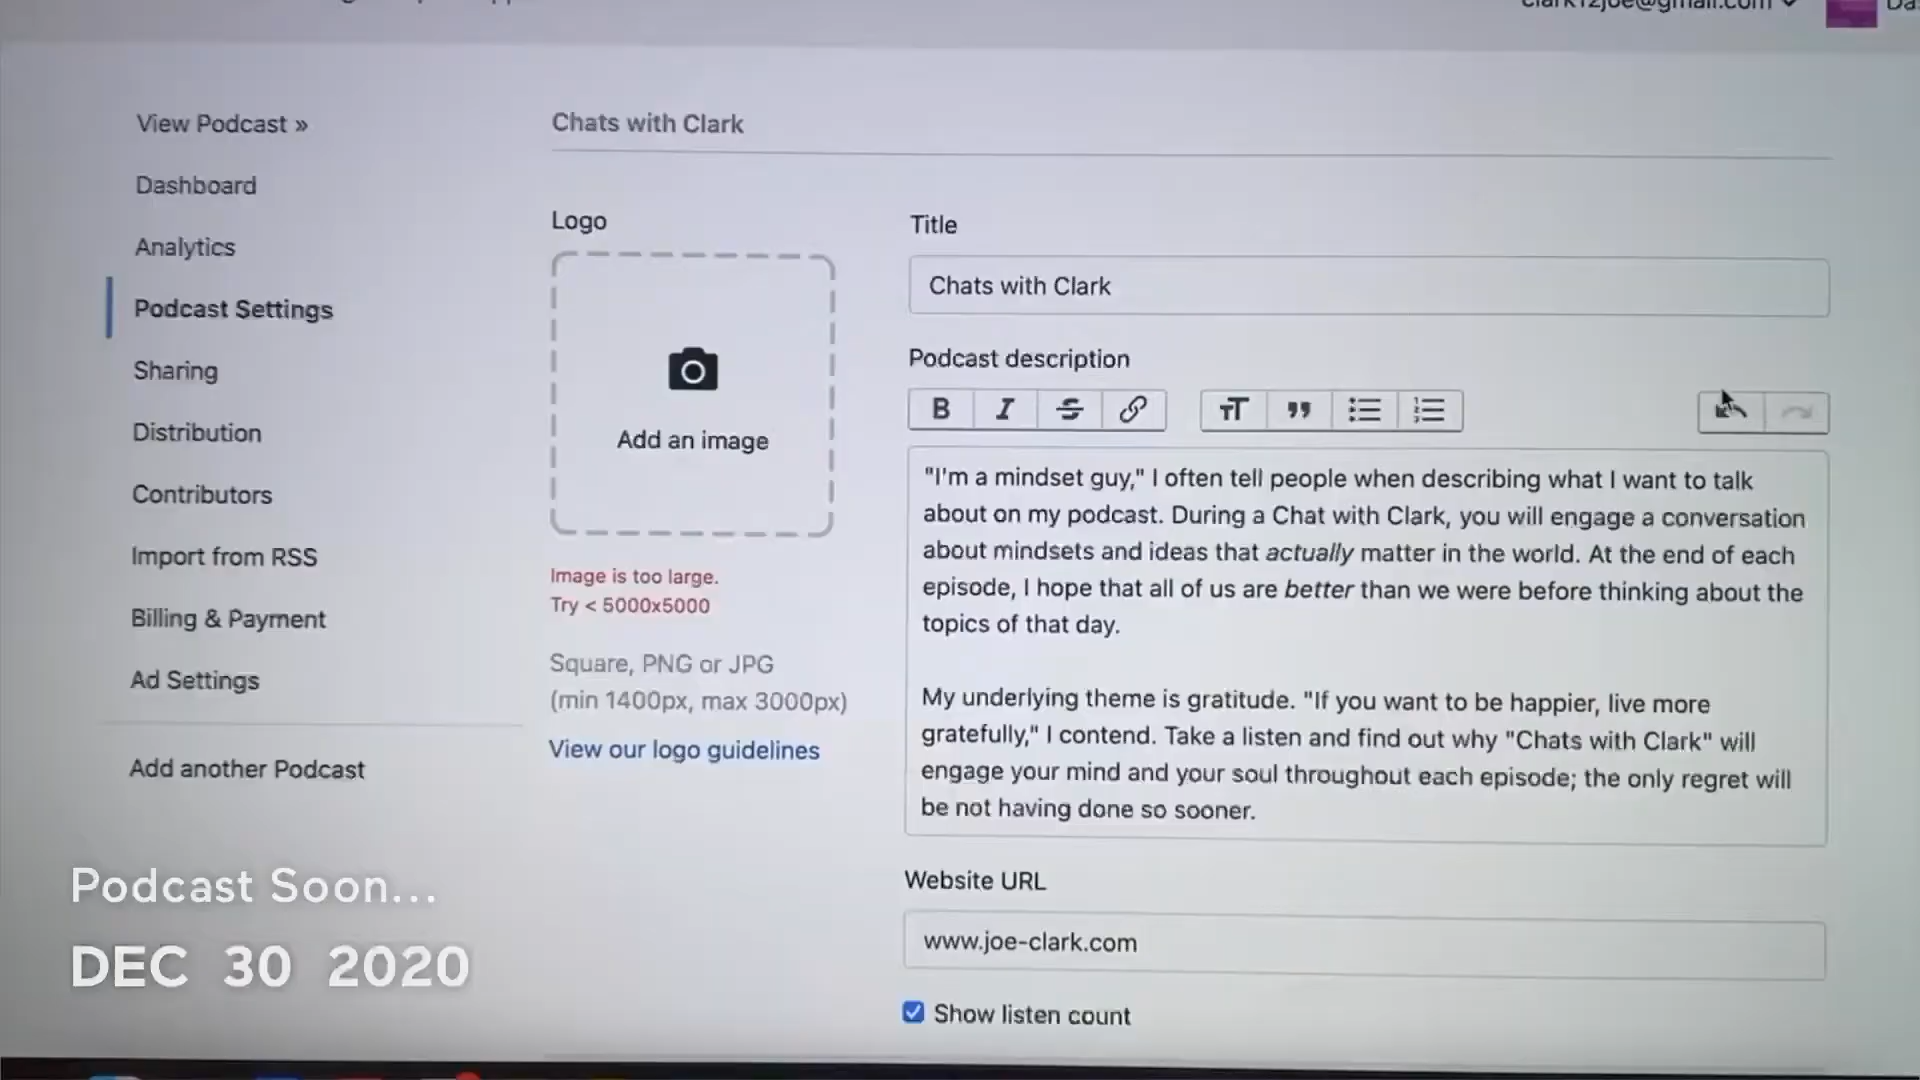 clark12joe@gmail.com
View Podcast »
Dashboard
Analytics
Podcast Settings
Sharing
Distribution
Contributors
Import from RSS
Billing & Payment
Ad Settings
Add another Podcast
Chats with Clark
Logo
Add an image
Image is too large.
Try < 5000x5000
Square, PNG or JPG
(min 1400px, max 3000px)
View our logo guidelines
Title
Chats with Clark
Podcast description
B I S TT
"I'm a mindset guy," I often tell people when describing what I want to talk
about on my podcast. During a Chat with Clark, you will engage a conversation
about mindsets and ideas that actually matter in the world. At the end of each
episode, I hope that all of us are better than we were before thinking about the
topics of that day.
My underlying theme is gratitude. "If you want to be happier, live more
gratefully," I contend. Take a listen and find out why "Chats with Clark" will
engage your mind and your soul throughout each episode; the only regret will
be not having done so sooner.
Website URL
www.joe-clark.com
Show listen count
Podcast Soon...
DEC 30 2020